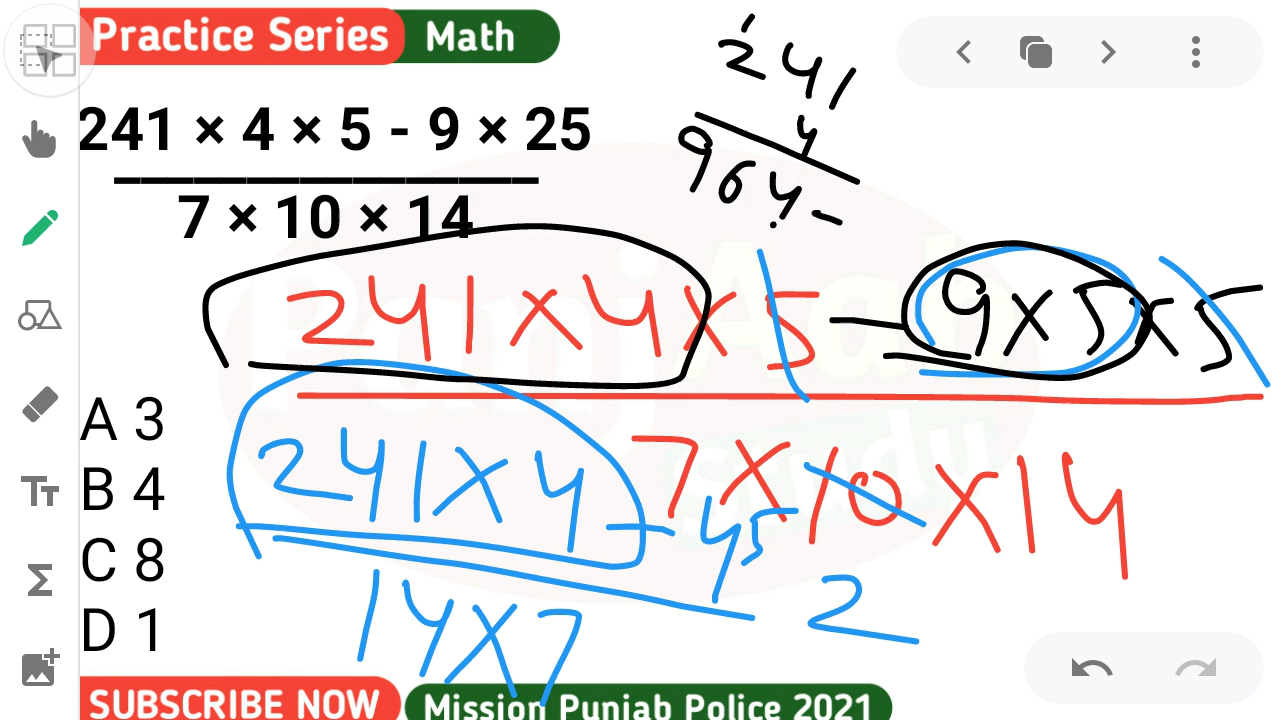 Practice Series Math
241 × 4 × 5 - 9 × 25
7 × 10 × 14
241
4
964-
241 × 4 × 5 - 9 × 5 × 5
7 × 10 × 14
241 × 4 - 45
14 × 7
2
A 3
B 4
C 8
D 1
SUBSCRIBE NOW Mission Punjab Police 2021